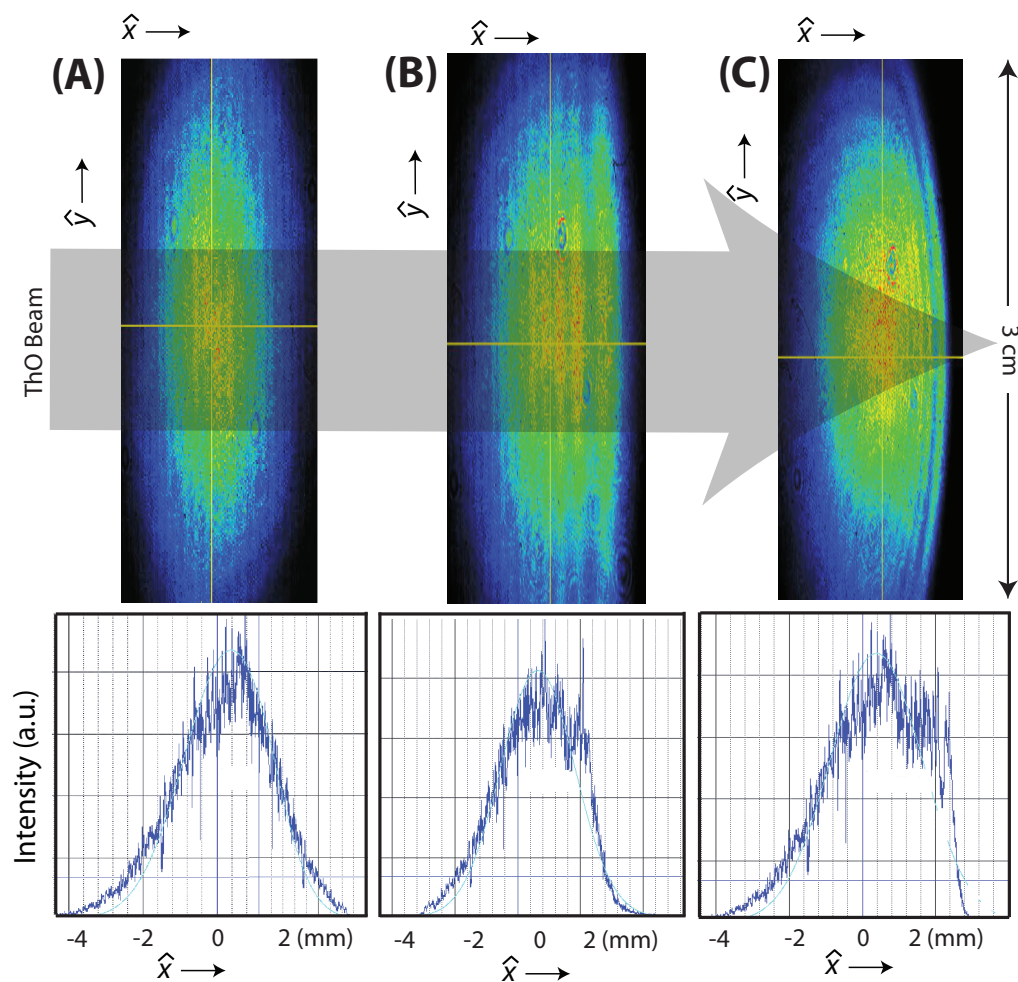 x̂ → x̂ → x̂ →
(A) (B) (C)
ŷ → ŷ → ŷ →
ThO Beam
3 cm
Intensity (a.u.)
-4 -2 0 2 (mm) -4 -2 0 2 (mm) -4 -2 0 2 (mm)
x̂ → x̂ → x̂ →